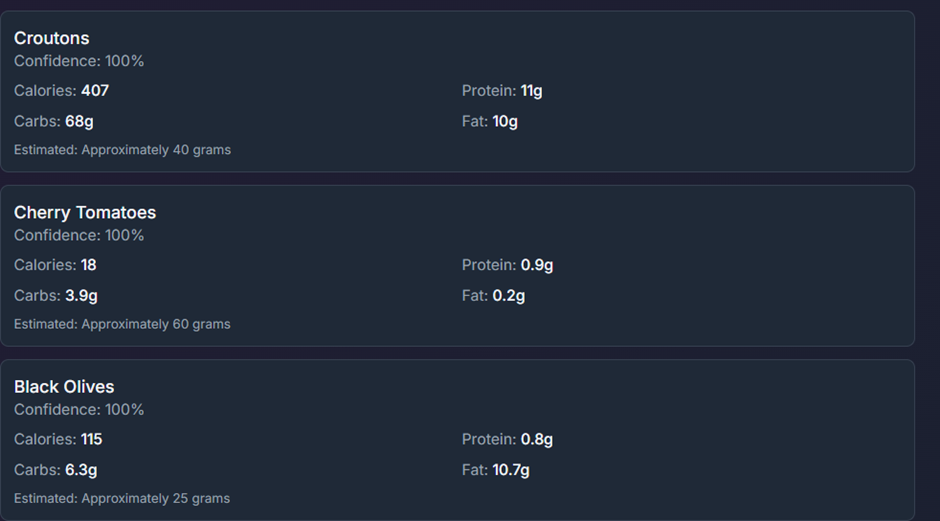 Croutons
Confidence: 100%
Calories: 407 Protein: 11g
Carbs: 68g Fat: 10g
Estimated: Approximately 40 grams
Cherry Tomatoes
Confidence: 100%
Calories: 18 Protein: 0.9g
Carbs: 3.9g Fat: 0.2g
Estimated: Approximately 60 grams
Black Olives
Confidence: 100%
Calories: 115 Protein: 0.8g
Carbs: 6.3g Fat: 10.7g
Estimated: Approximately 25 grams